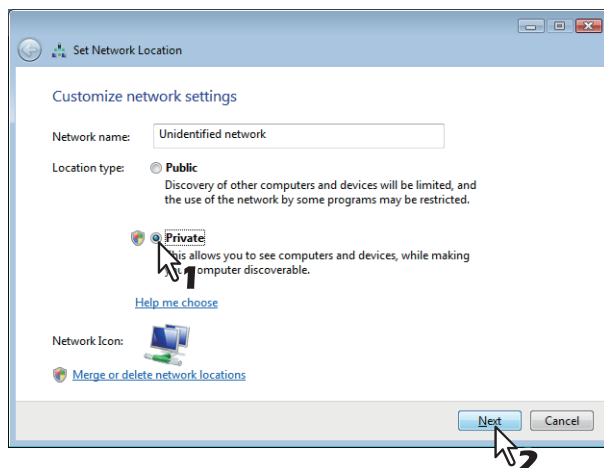 Set Network Location
Customize network settings
Network name: Unidentified network
Location type: Public
Discovery of other computers and devices will be limited, and
the use of the network by some programs may be restricted.
Private
This allows you to see computers and devices, while making
your computer discoverable.
1
Help me choose
Network Icon:
Merge or delete network locations
Next Cancel
2